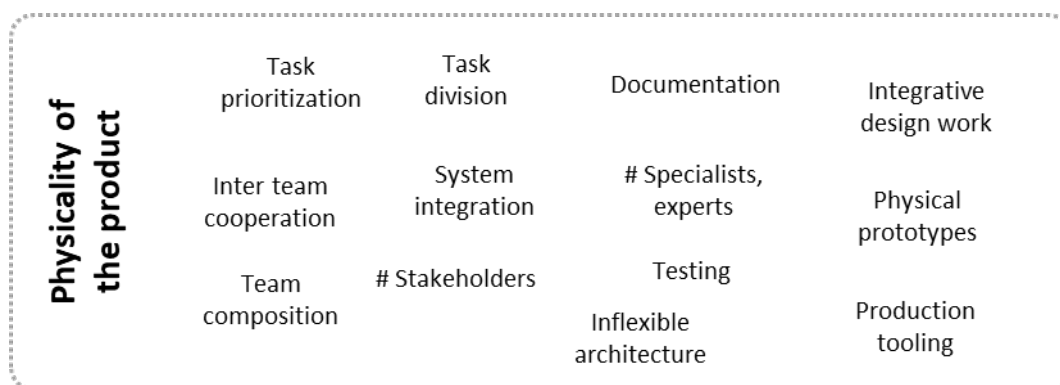 Physicality of
the product
Task
prioritization
Task
division
Documentation
Integrative
design work
Inter team
cooperation
System
integration
# Specialists,
experts
Physical
prototypes
Team
composition
# Stakeholders
Testing
Inflexible
architecture
Production
tooling